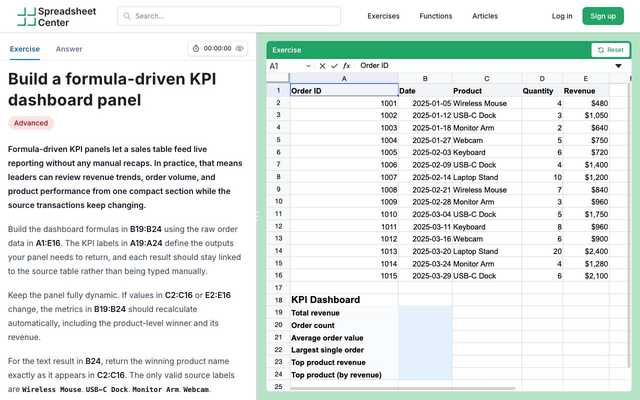 Spreadsheet
Center
Search...
Exercises Functions Articles
Log in Sign up
Exercise Answer
00:00:00
Build a formula-driven KPI
dashboard panel
Advanced
Formula-driven KPI panels let a sales table feed live
reporting without any manual recaps. In practice, that means
leaders can review revenue trends, order volume, and
product performance from one compact section while the
source transactions keep changing.
Build the dashboard formulas in B19:B24 using the raw order
data in A1:E16. The KPI labels in A19:A24 define the outputs
your panel needs to return, and each result should stay linked
to the source table rather than being typed manually.
Keep the panel fully dynamic. If values in C2:C16 or E2:E16
change, the metrics in B19:B24 should recalculate
automatically, including the product-level winner and its
revenue.
For the text result in B24, return the winning product name
exactly as it appears in C2:C16. The only valid source labels
are Wireless Mouse, USB-C Dock, Monitor Arm, Webcam,
Exercise
Reset
A1 fx Order ID
A B C D E
1 Order ID Date Product Quantity Revenue
2 1001 2025-01-05 Wireless Mouse 4 $480
3 1002 2025-01-12 USB-C Dock 3 $1,050
4 1003 2025-01-18 Monitor Arm 2 $640
5 1004 2025-01-27 Webcam 5 $750
6 1005 2025-02-03 Keyboard 6 $720
7 1006 2025-02-09 USB-C Dock 4 $1,400
8 1007 2025-02-14 Laptop Stand 10 $1,200
9 1008 2025-02-21 Wireless Mouse 7 $840
10 1009 2025-02-28 Monitor Arm 3 $960
11 1010 2025-03-04 USB-C Dock 5 $1,750
12 1011 2025-03-11 Keyboard 8 $960
13 1012 2025-03-16 Webcam 6 $900
14 1013 2025-03-20 Laptop Stand 20 $2,400
15 1014 2025-03-24 Monitor Arm 4 $1,280
16 1015 2025-03-29 USB-C Dock 6 $2,100
17
18 KPI Dashboard
19 Total revenue
20 Order count
21 Average order value
22 Largest single order
23 Top product revenue
24 Top product (by revenue)
25